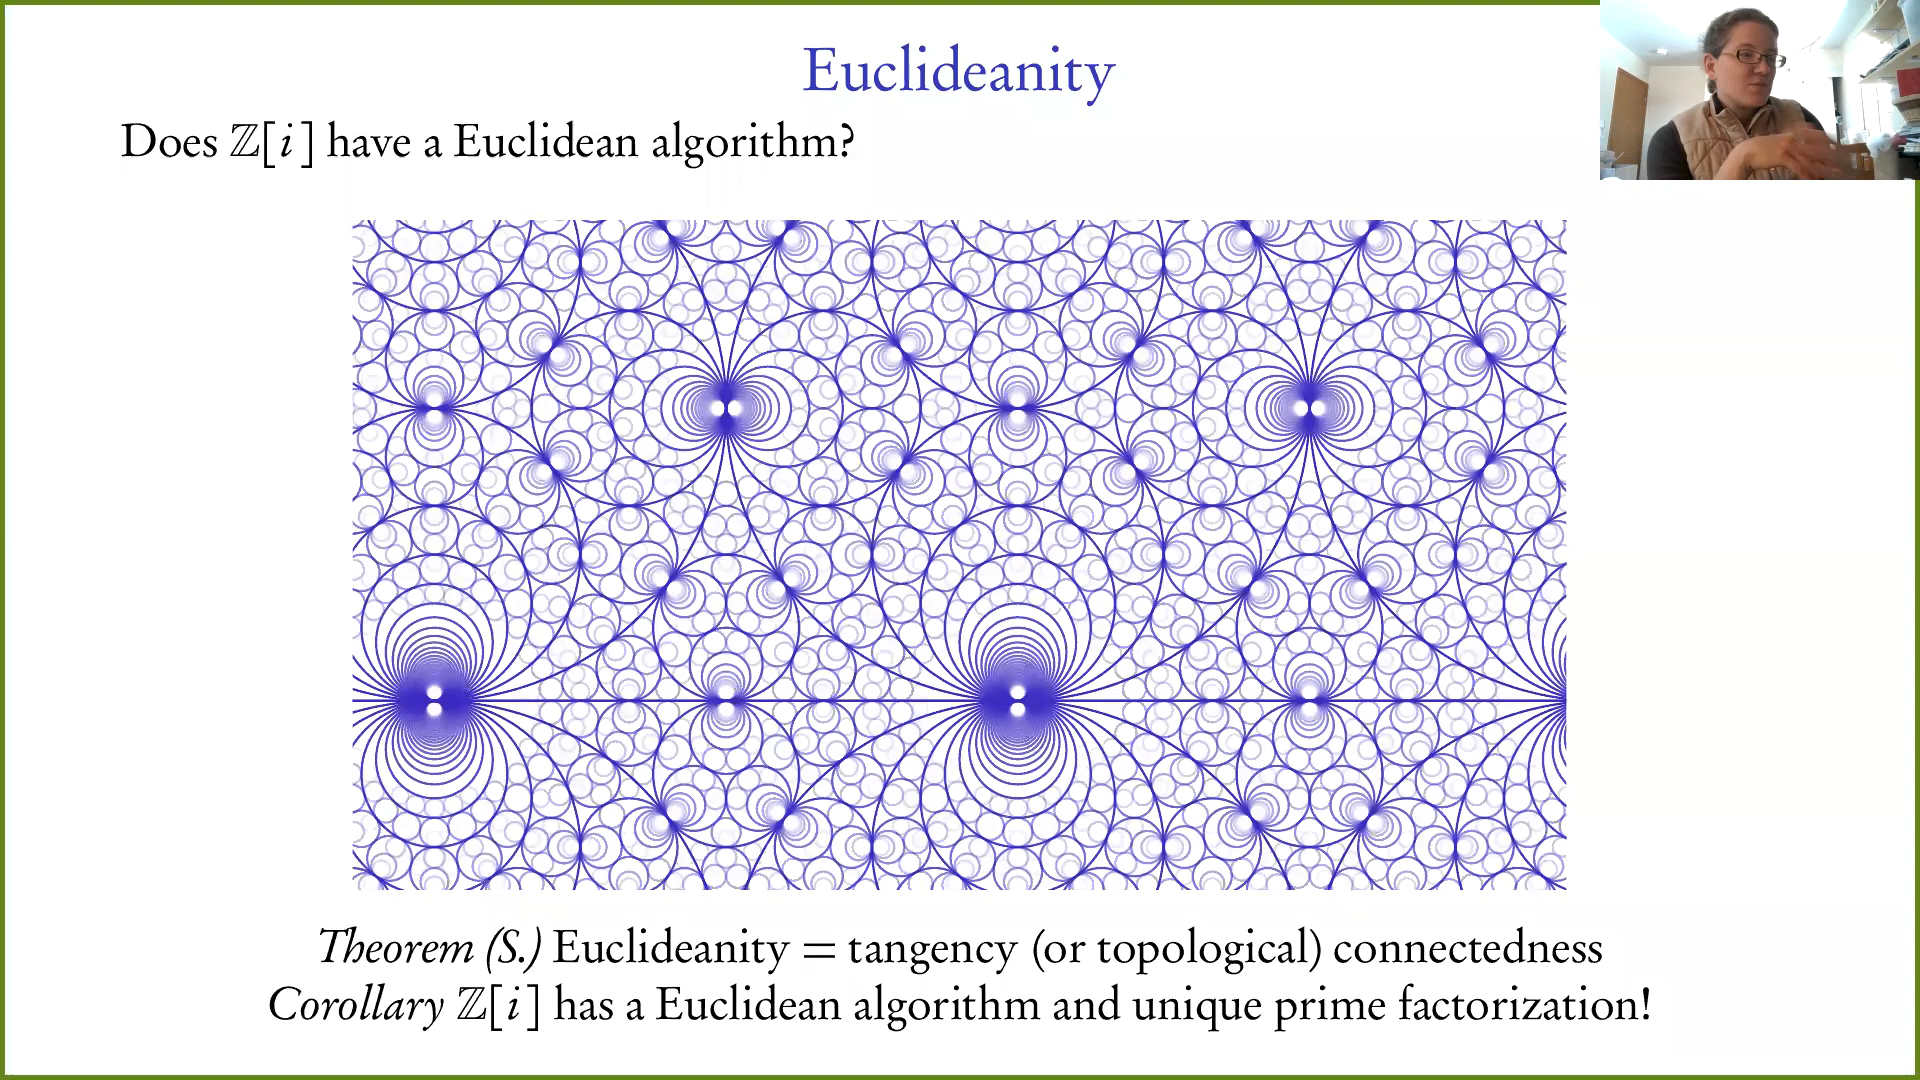 Euclideanity
Does ℤ[i] have a Euclidean algorithm?
Theorem (S.) Euclideanity = tangency (or topological) connectedness
Corollary ℤ[i] has a Euclidean algorithm and unique prime factorization!